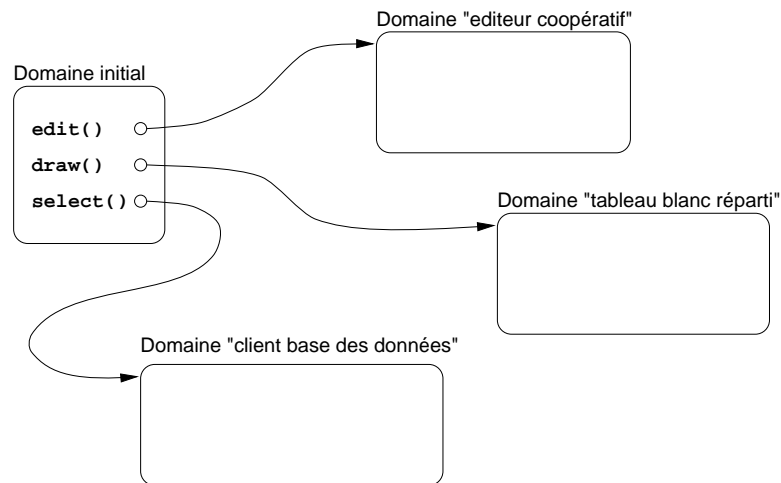 Domaine "editeur coopératif"
Domaine initial
edit()
draw()
select()
Domaine "tableau blanc réparti"
Domaine "client base des données"